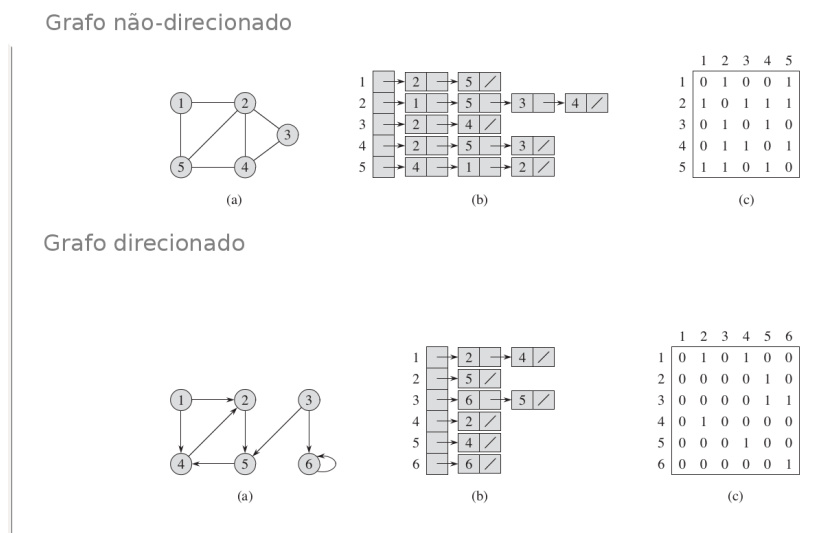 Grafo não-direcionado
1 2
3
5 4
(a)
1 2 5 /
2 1 5 3 4 /
3 2 4 /
4 2 5 3 /
5 4 1 2 /
(b)
1 2 3 4 5
1 0 1 0 0 1
2 1 0 1 1 1
3 0 1 0 1 0
4 0 1 1 0 1
5 1 1 0 1 0
(c)
Grafo direcionado
1 2 3
4 5 6
(a)
1 2 4 /
2 5 /
3 6 5 /
4 2 /
5 4 /
6 6 /
(b)
1 2 3 4 5 6
1 0 1 0 1 0 0
2 0 0 0 0 1 0
3 0 0 0 0 1 1
4 0 1 0 0 0 0
5 0 0 0 1 0 0
6 0 0 0 0 0 1
(c)